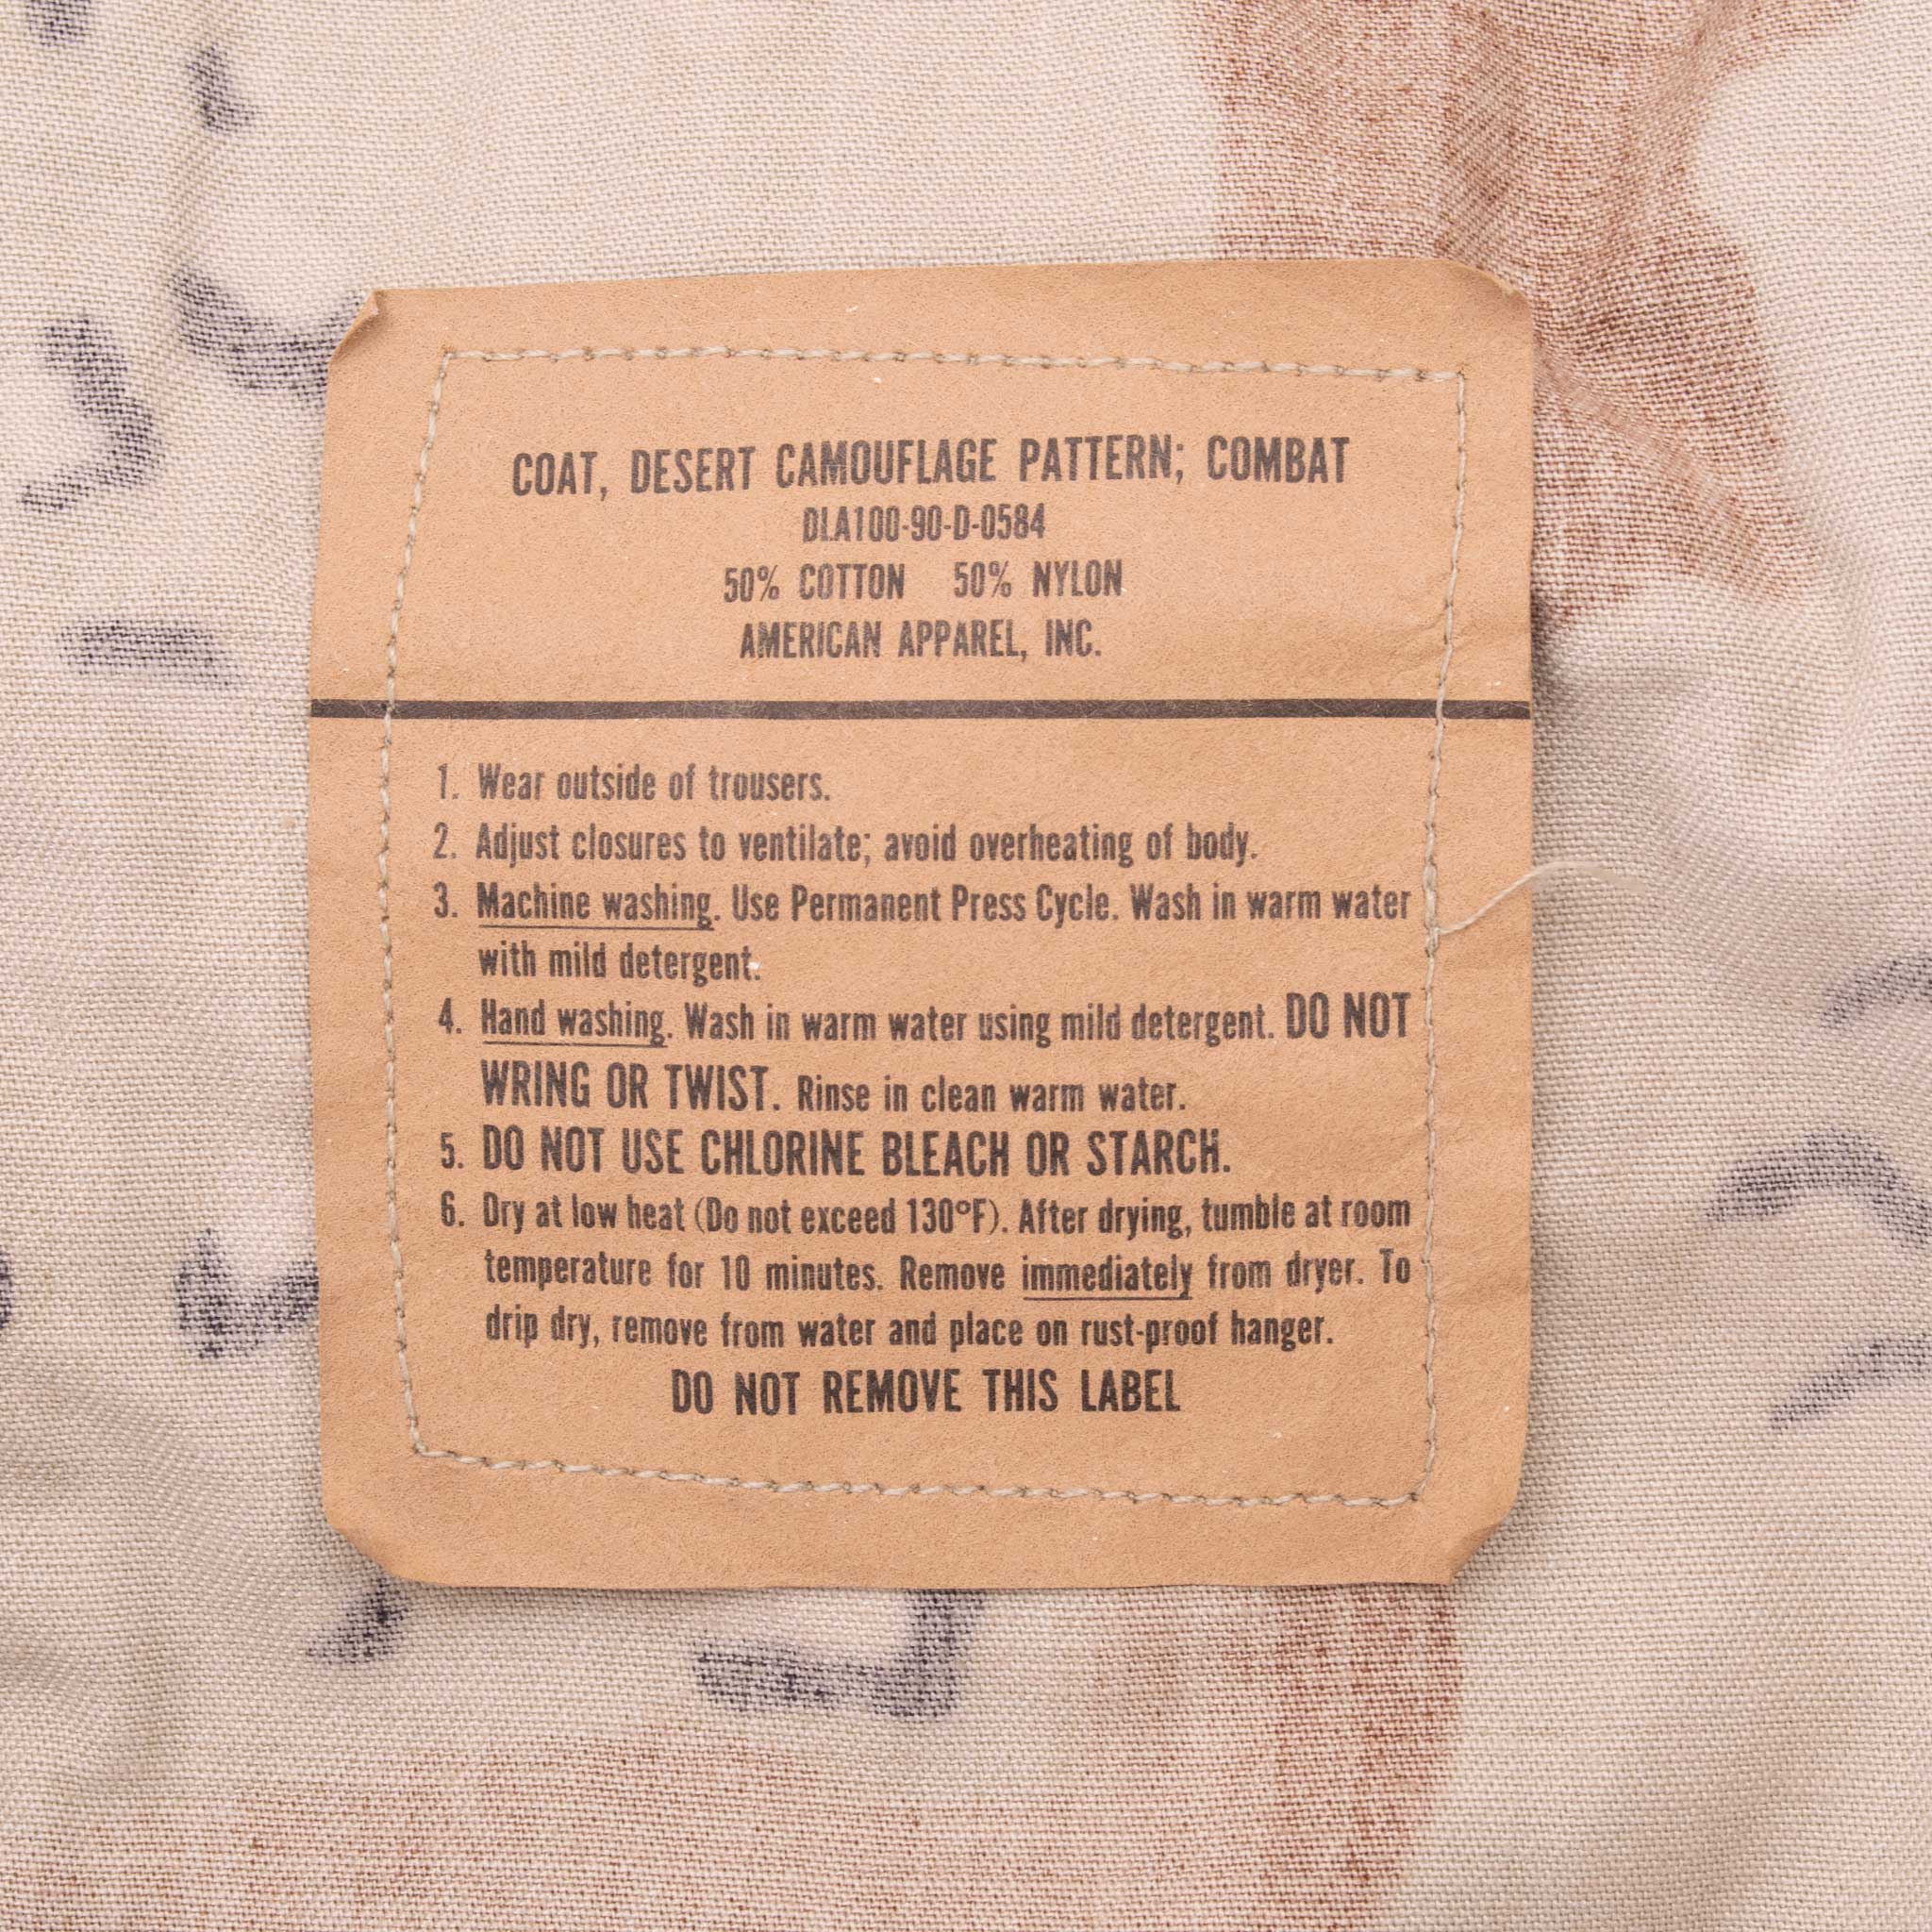 COAT, DESERT CAMOUFLAGE PATTERN; COMBAT
DLA100-90-D-0584
50% COTTON 50% NYLON
AMERICAN APPAREL, INC.
1. Wear outside of trousers.
2. Adjust closures to ventilate; avoid overheating of body.
3. Machine washing. Use Permanent Press Cycle. Wash in warm water
with mild detergent.
4. Hand washing. Wash in warm water using mild detergent. DO NOT
WRING OR TWIST. Rinse in clean warm water.
5. DO NOT USE CHLORINE BLEACH OR STARCH.
6. Dry at low heat (Do not exceed 130°F). After drying, tumble at room
temperature for 10 minutes. Remove immediately from dryer. To
drip dry, remove from water and place on rust-proof hanger.
DO NOT REMOVE THIS LABEL